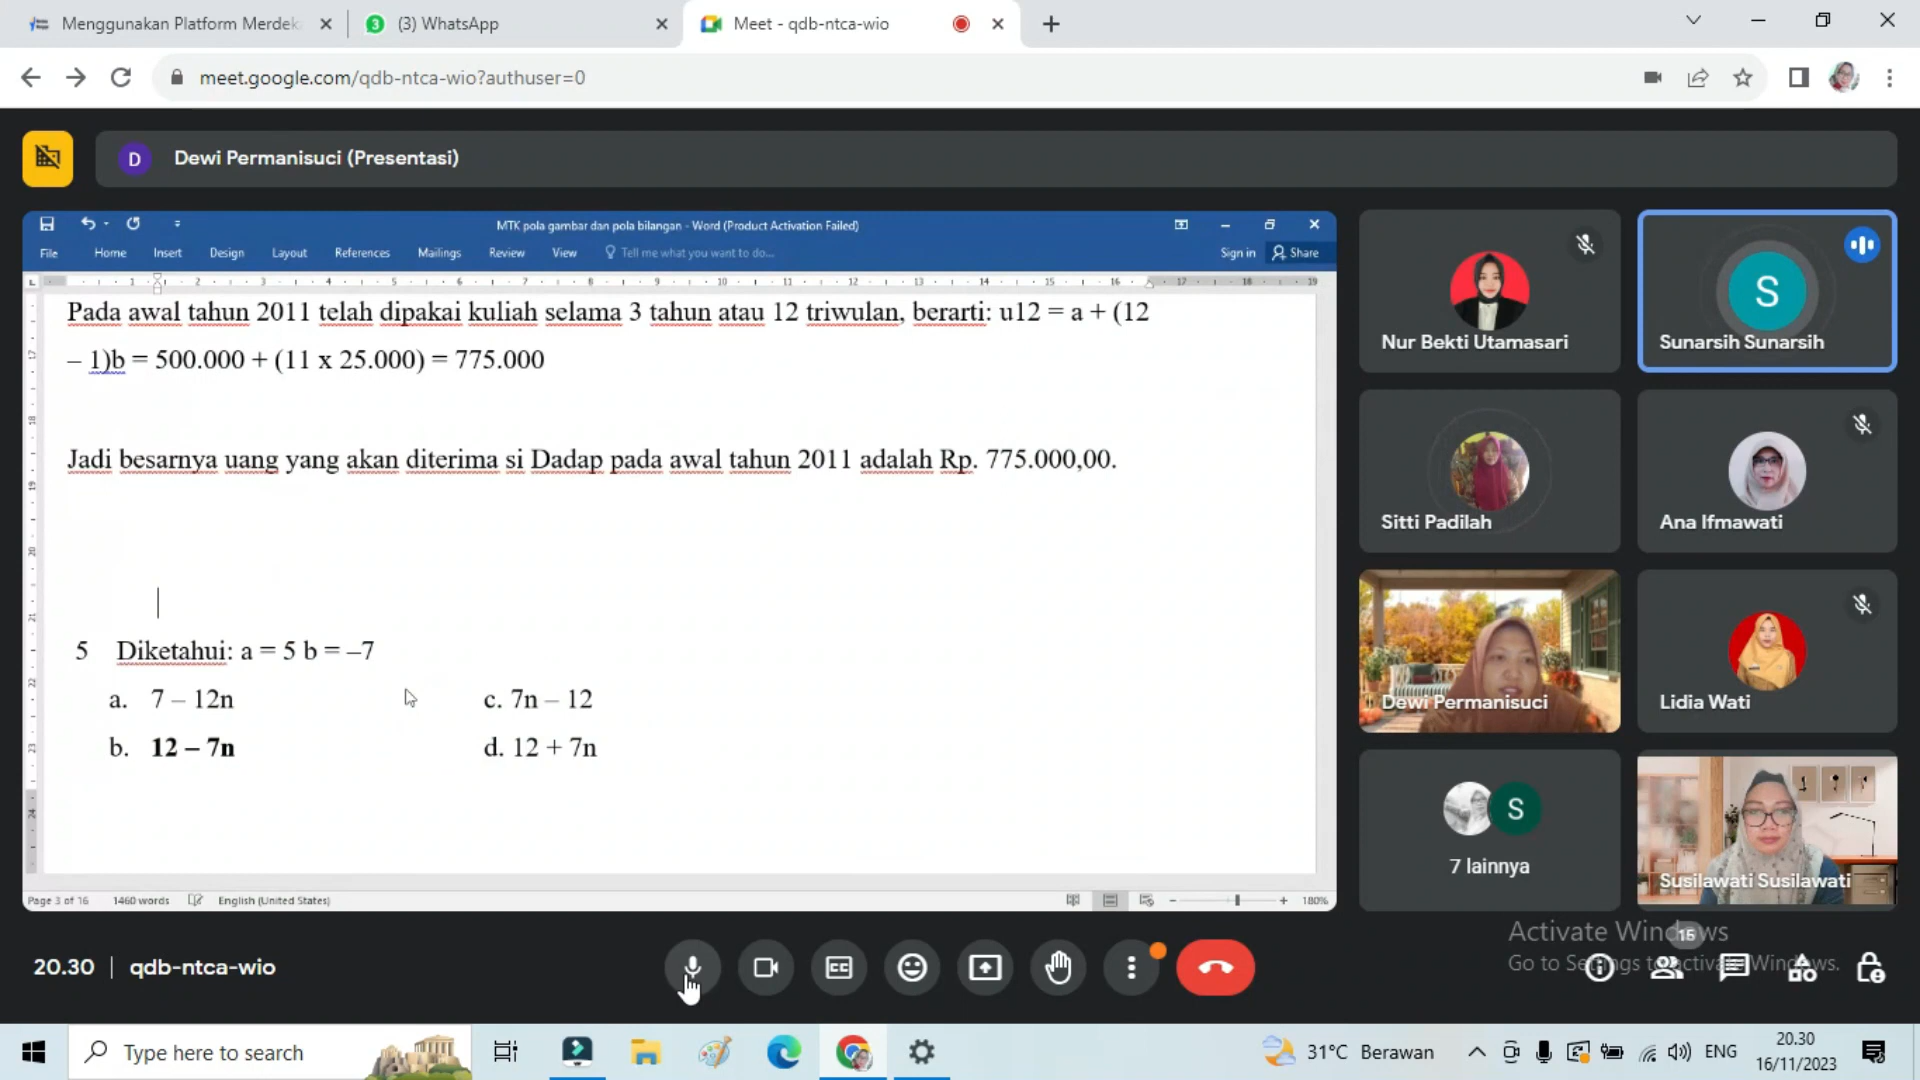 Menggunakan Platform Merdeka
(3) WhatsApp
Meet - qdb-ntca-wio
meet.google.com/qdb-ntca-wio?authuser=0
D
Dewi Permanisuci (Presentasi)
MTK pola gambar dan pola bilangan - Word (Product Activation Failed)
File Home Insert Design Layout References Mailings Review View Tell me what you want to do... Sign in Share
Pada awal tahun 2011 telah dipakai kuliah selama 3 tahun atau 12 triwulan, berarti: u12 = a + (12
– 1)b = 500.000 + (11 x 25.000) = 775.000
Jadi besarnya uang yang akan diterima si Dadap pada awal tahun 2011 adalah Rp. 775.000,00.
5 Diketahui: a = 5 b = –7
a. 7 – 12n c. 7n – 12
b. 12 – 7n d. 12 + 7n
Page 3 of 16 1460 words English (United States) 180%
Nur Bekti Utamasari
S
Sunarsih Sunarsih
Sitti Padilah
Ana Ifmawati
Dewi Permanisuci
Lidia Wati
S
7 lainnya
Susilawati Susilawati
Activate Windows
Go to Settings to activate Windows.
20.30 | qdb-ntca-wio
Type here to search
31°C Berawan
ENG
20.30
16/11/2023